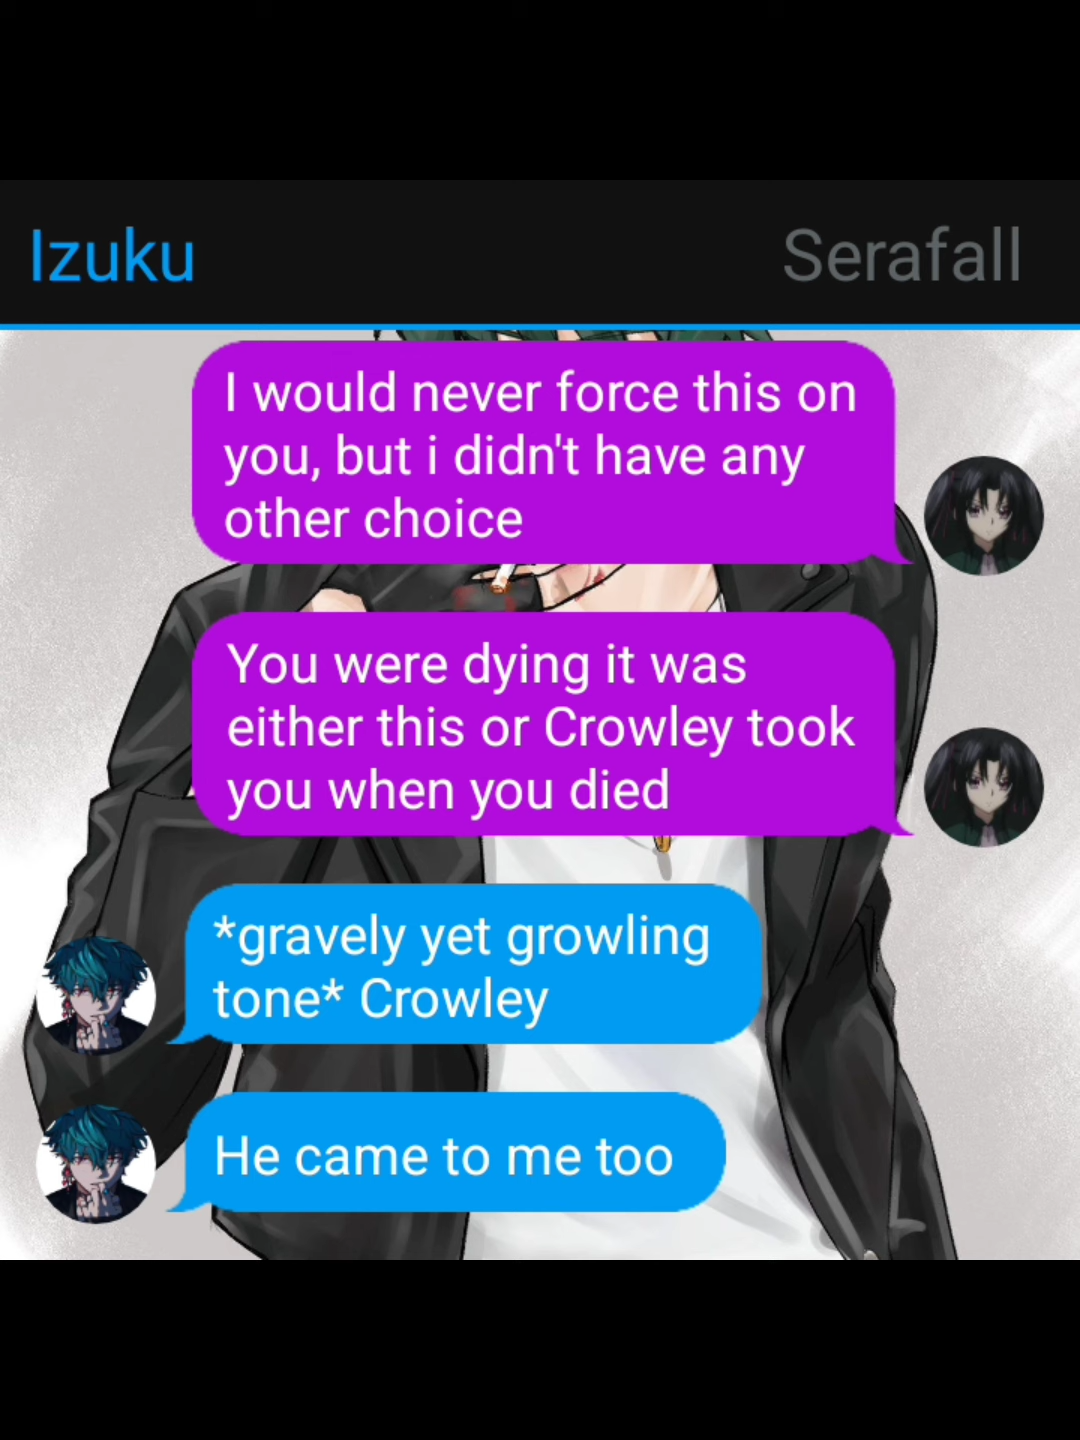 Izuku
Serafall
I would never force this on
you, but i didn't have any
other choice
You were dying it was
either this or Crowley took
you when you died
*gravely yet growling
tone* Crowley
He came to me too